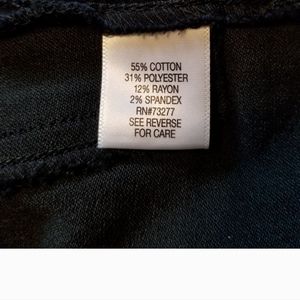 55% COTTON
31% POLYESTER
12% RAYON
2% SPANDEX
RN#73277
SEE REVERSE
FOR CARE